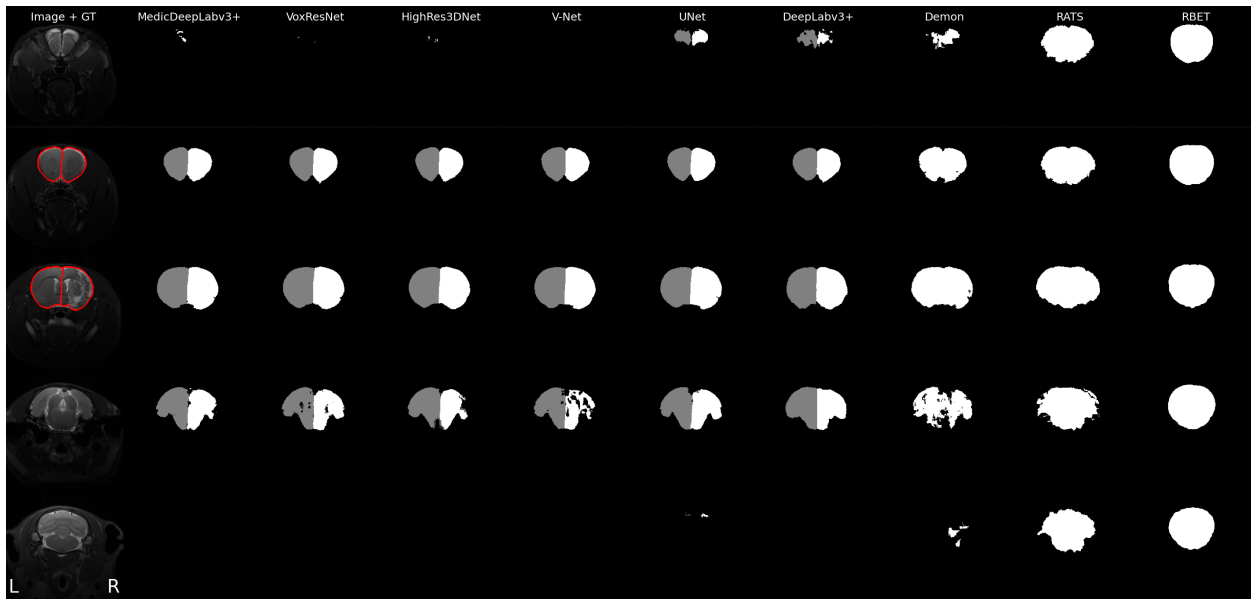 Image + GT MedicDeepLabv3+ VoxResNet HighRes3DNet V-Net UNet DeepLabv3+ Demon RATS RBET
L R